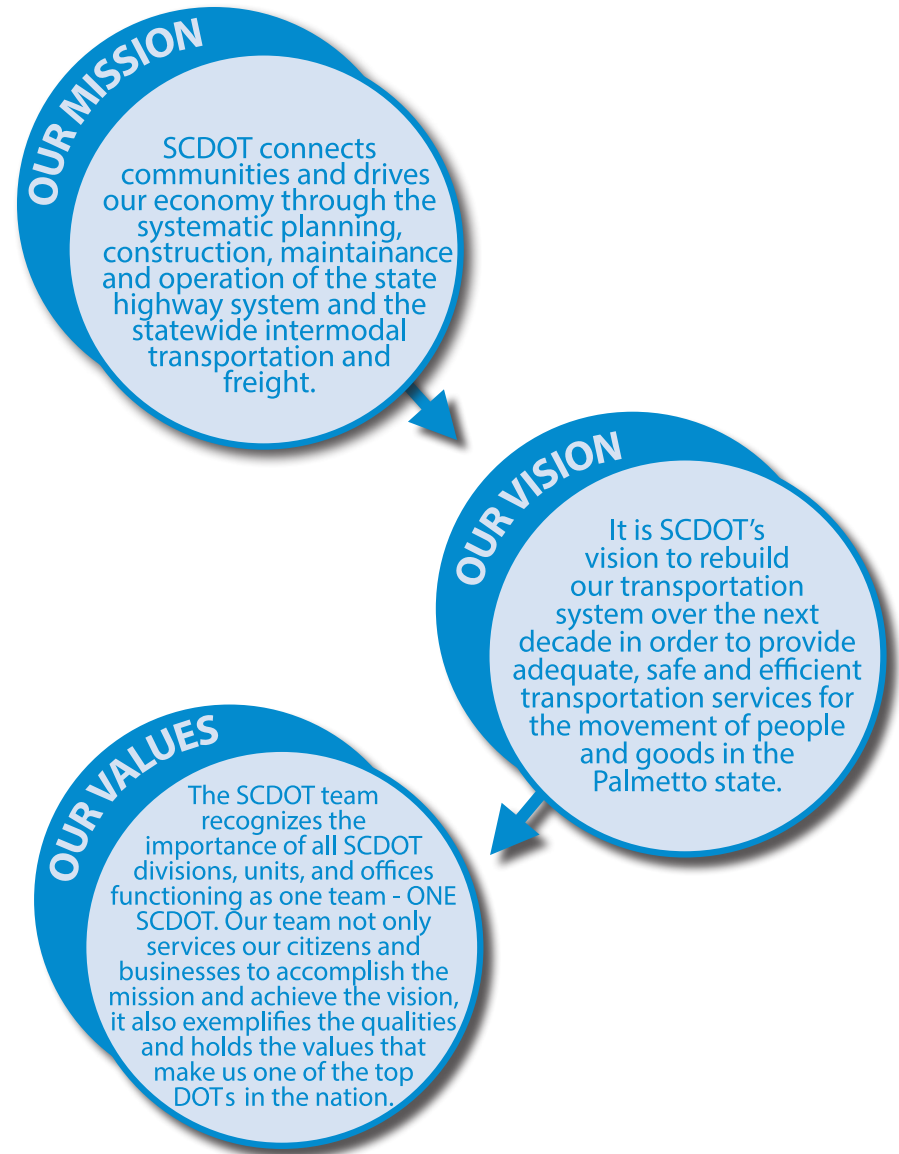 OUR MISSION
SCDOT connects
communities and drives
our economy through the
systematic planning,
construction, maintainance
and operation of the state
highway system and the
statewide intermodal
transportation and
freight.
OUR VISION
It is SCDOT's
vision to rebuild
our transportation
system over the next
decade in order to provide
adequate, safe and efficient
transportation services for
the movement of people
and goods in the
Palmetto state.
OUR VALUES
The SCDOT team
recognizes the
importance of all SCDOT
divisions, units, and offices
functioning as one team - ONE
SCDOT. Our team not only
services our citizens and
businesses to accomplish the
mission and achieve the vision,
it also exemplifies the qualities
and holds the values that
make us one of the top
DOTs in the nation.